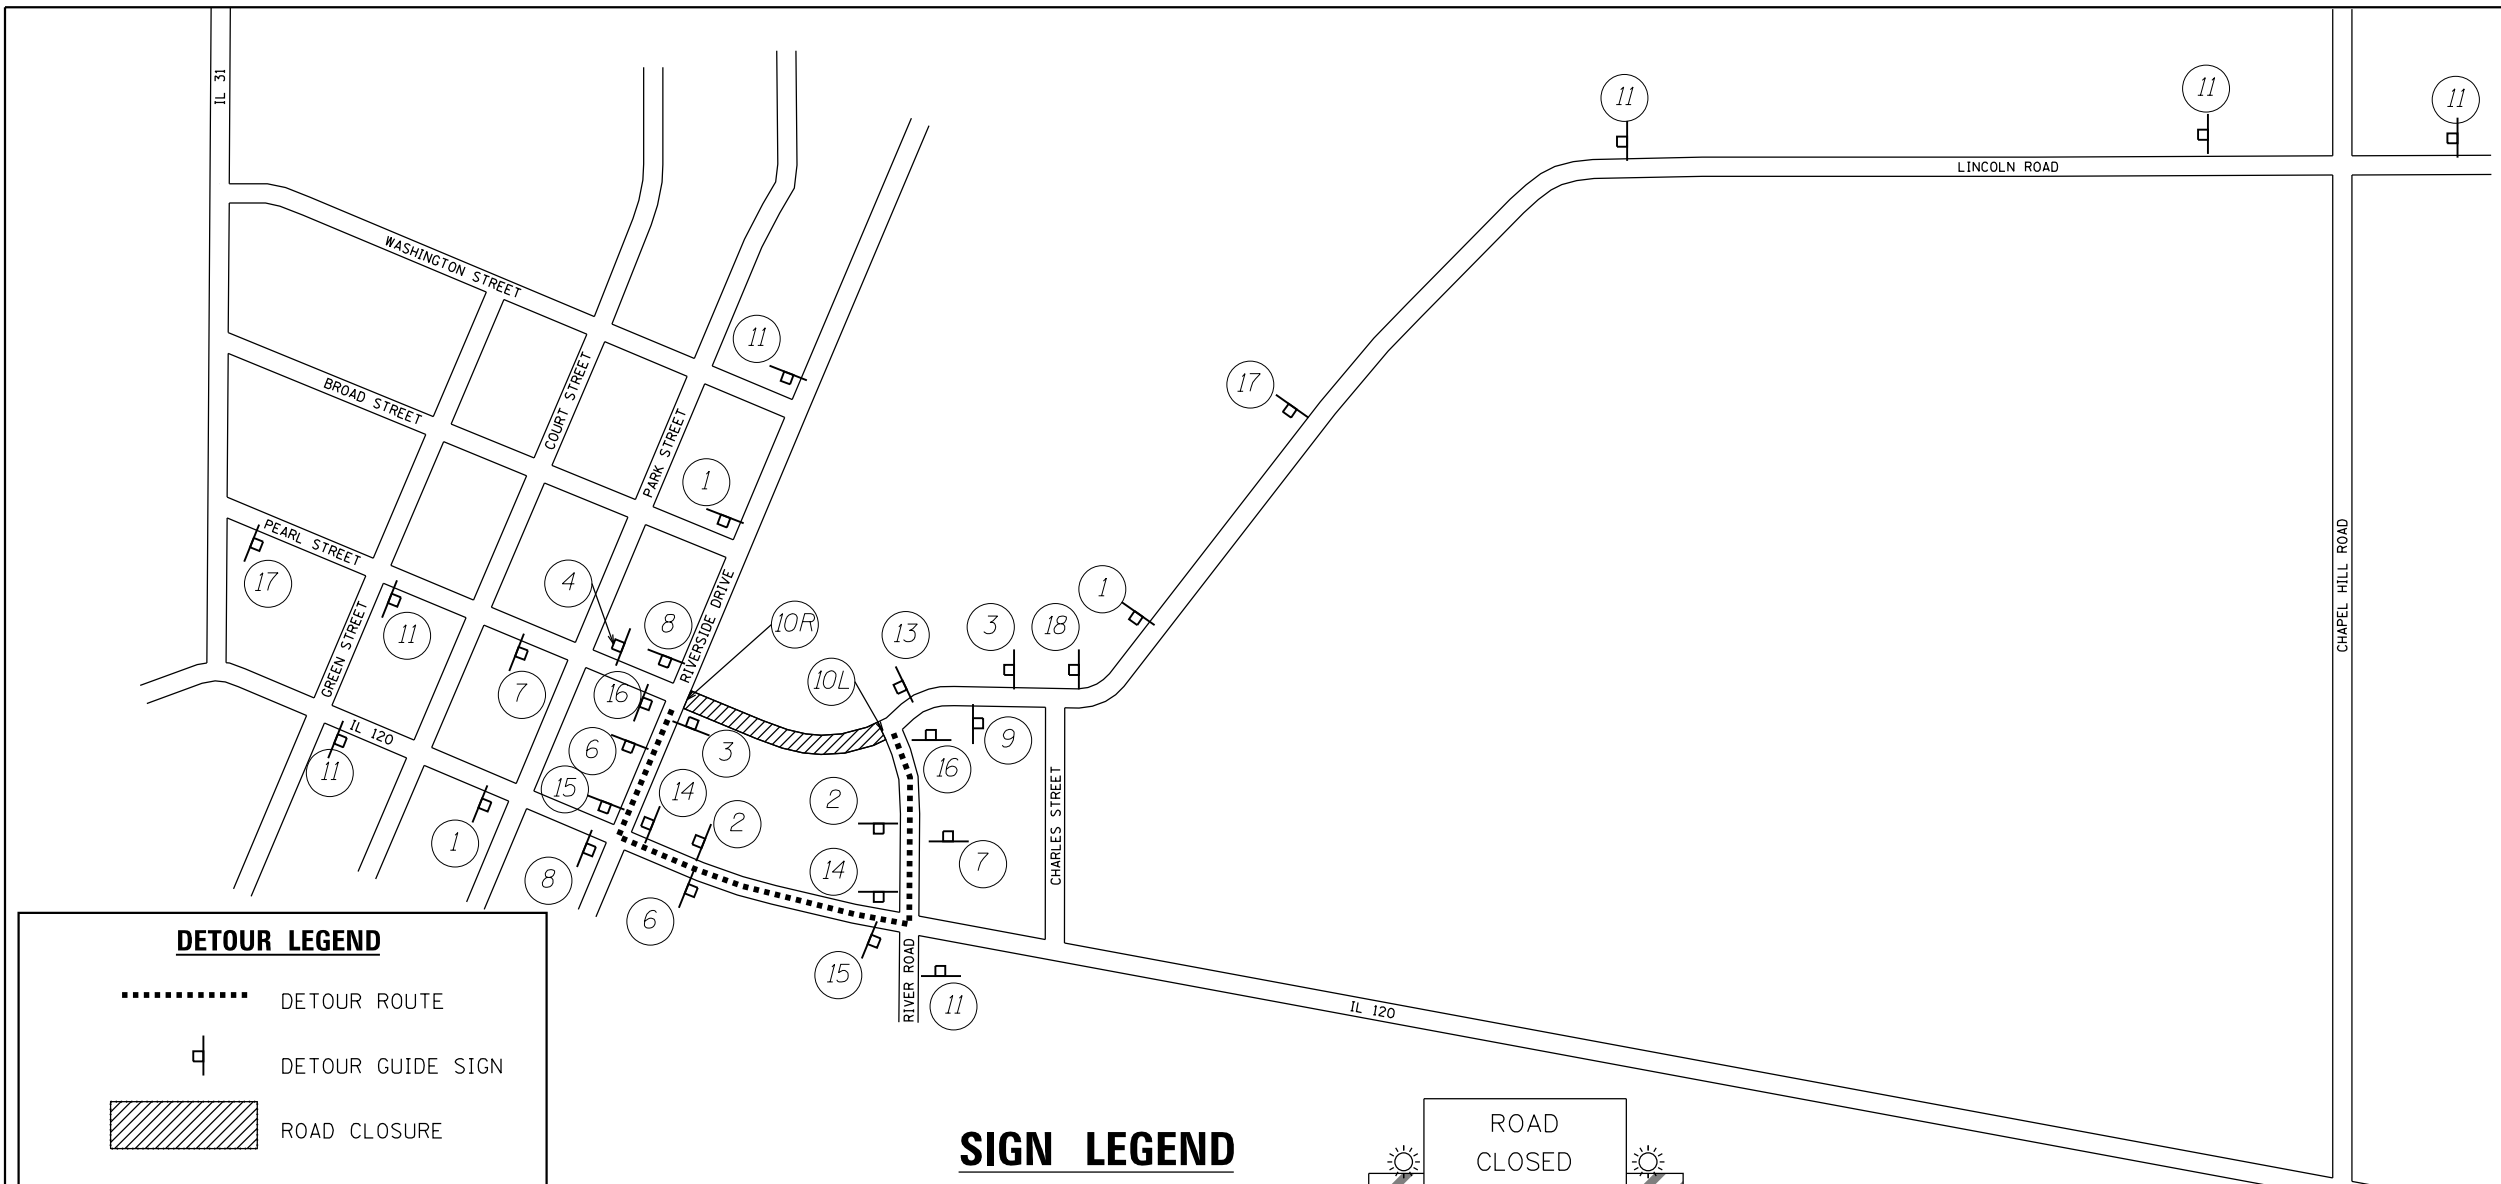 IL 31
11
11
11
LINCOLN ROAD
WASHINGTON STREET
11
BROAD STREET
COURT STREET
17
PARK STREET
1
PEARL STREET
CHAPEL HILL ROAD
17
4
1
GREEN STREET
11
8
RIVERSIDE DRIVE
10R
13
3
18
7
16
10L
IL 120
11
6
3
9
16
15
14
2
2
CHARLES STREET
1
8
14
7
6
15
RIVER ROAD
11
IL 120
DETOUR LEGEND
DETOUR ROUTE
DETOUR GUIDE SIGN
ROAD CLOSURE
SIGN LEGEND
ROAD
CLOSED